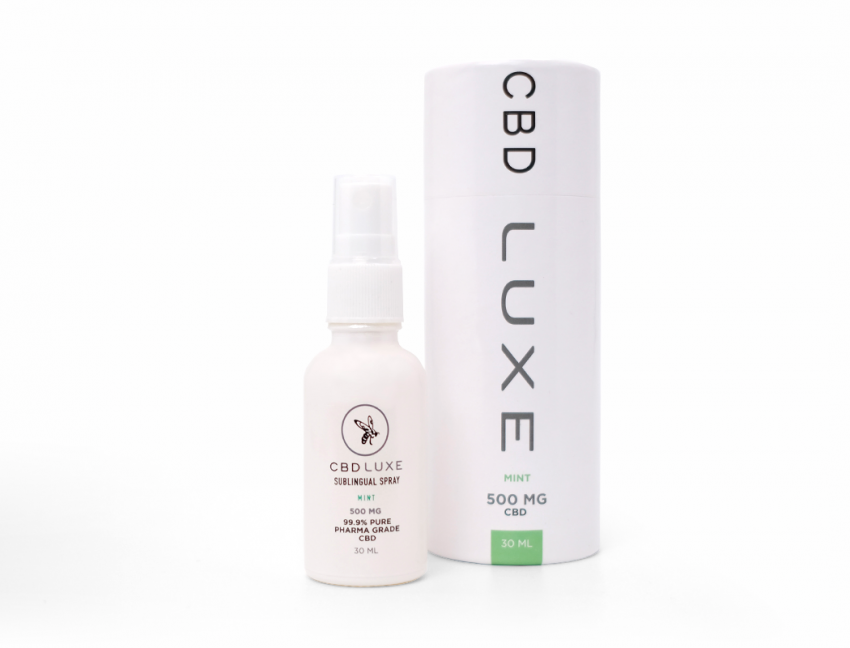 CBD LUXE
SUBLINGUAL SPRAY
MINT
500 MG
99.9% PURE
PHARMA GRADE
CBD
30 ML
CBD LUXE
MINT
500 MG
CBD
30 ML